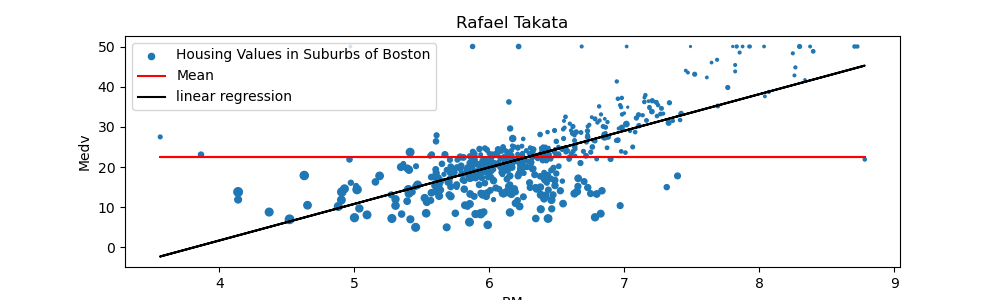 Rafael Takata
Housing Values in Suburbs of Boston
Mean
linear regression
Medv
50
40
30
20
10
0
4 5 6 7 8 9
RM